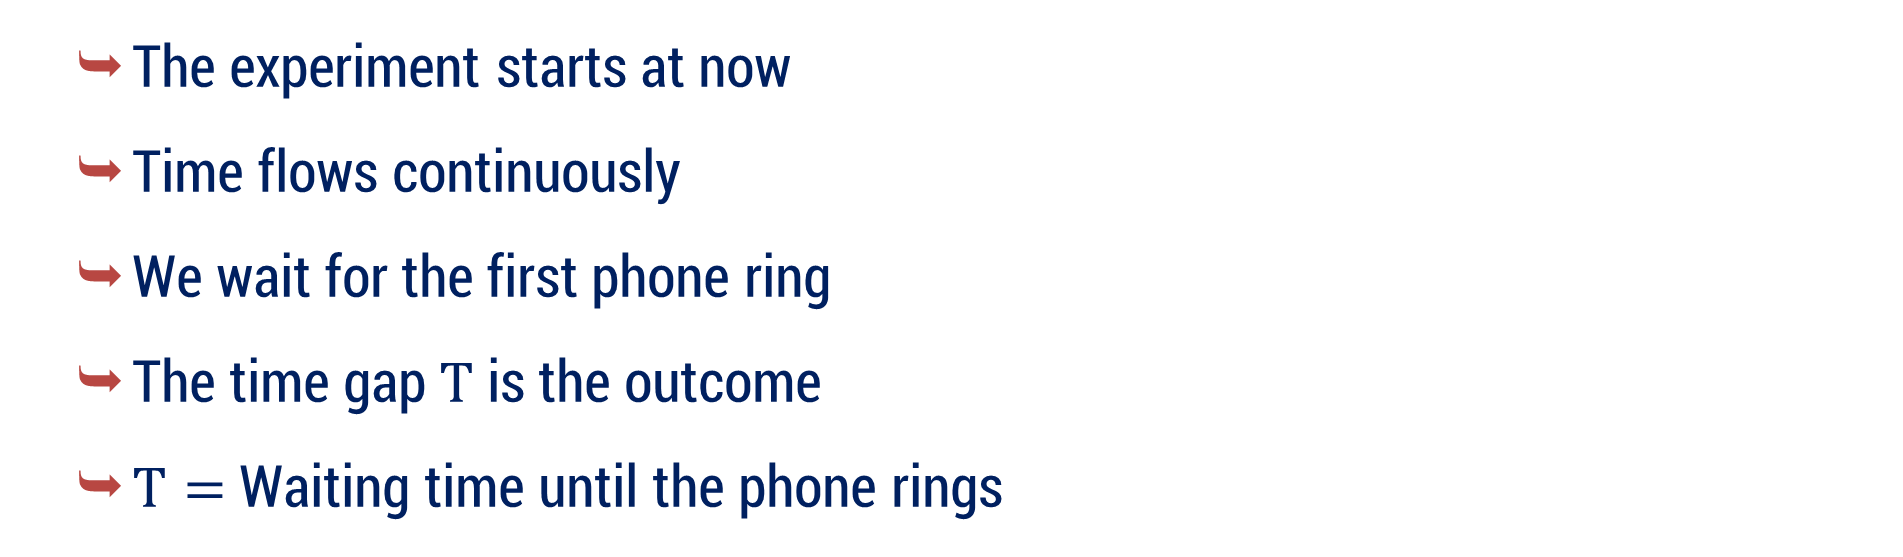 The experiment starts at now
Time flows continuously
We wait for the first phone ring
The time gap T is the outcome
T = Waiting time until the phone rings